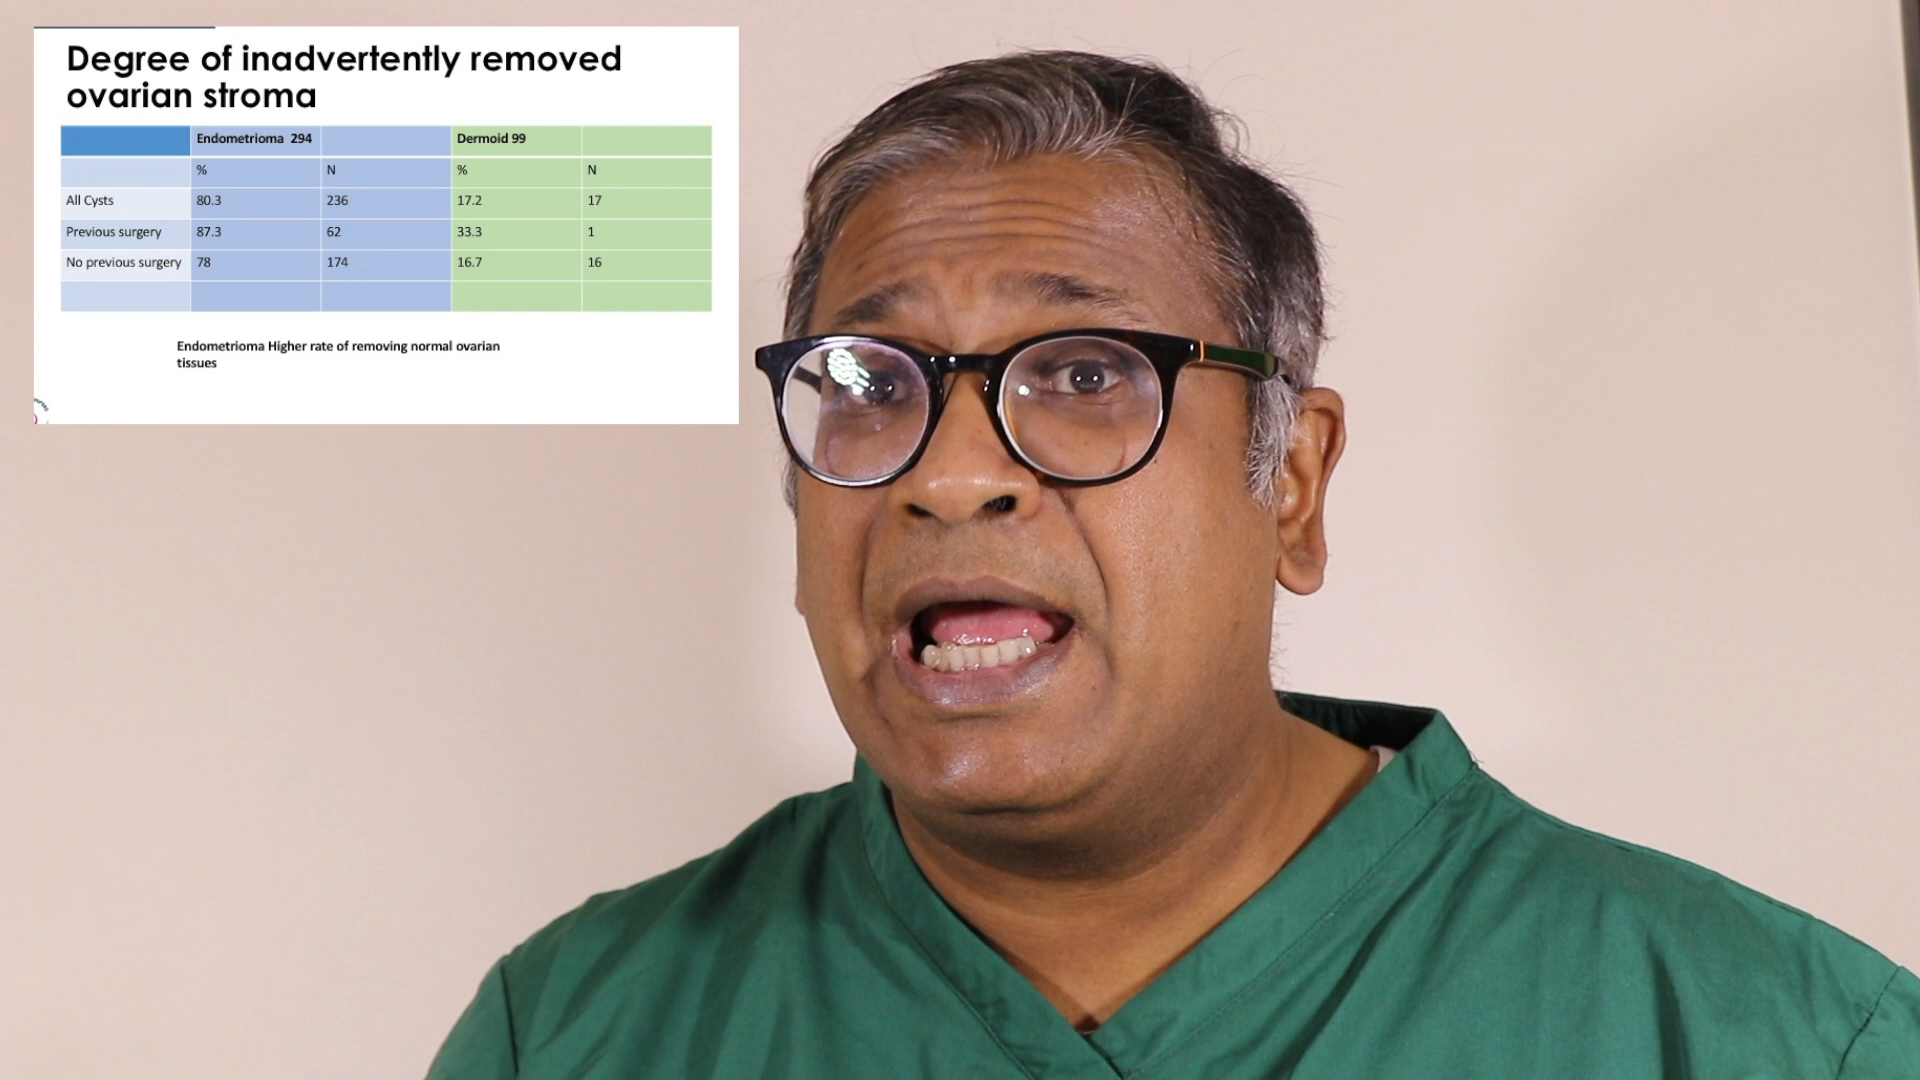 Degree of inadvertently removed
ovarian stroma
Endometrioma 294 Dermoid 99
% N % N
All Cysts 80.3 236 17.2 17
Previous surgery 87.3 62 33.3 1
No previous surgery 78 174 16.7 16
Endometrioma Higher rate of removing normal ovarian
tissues